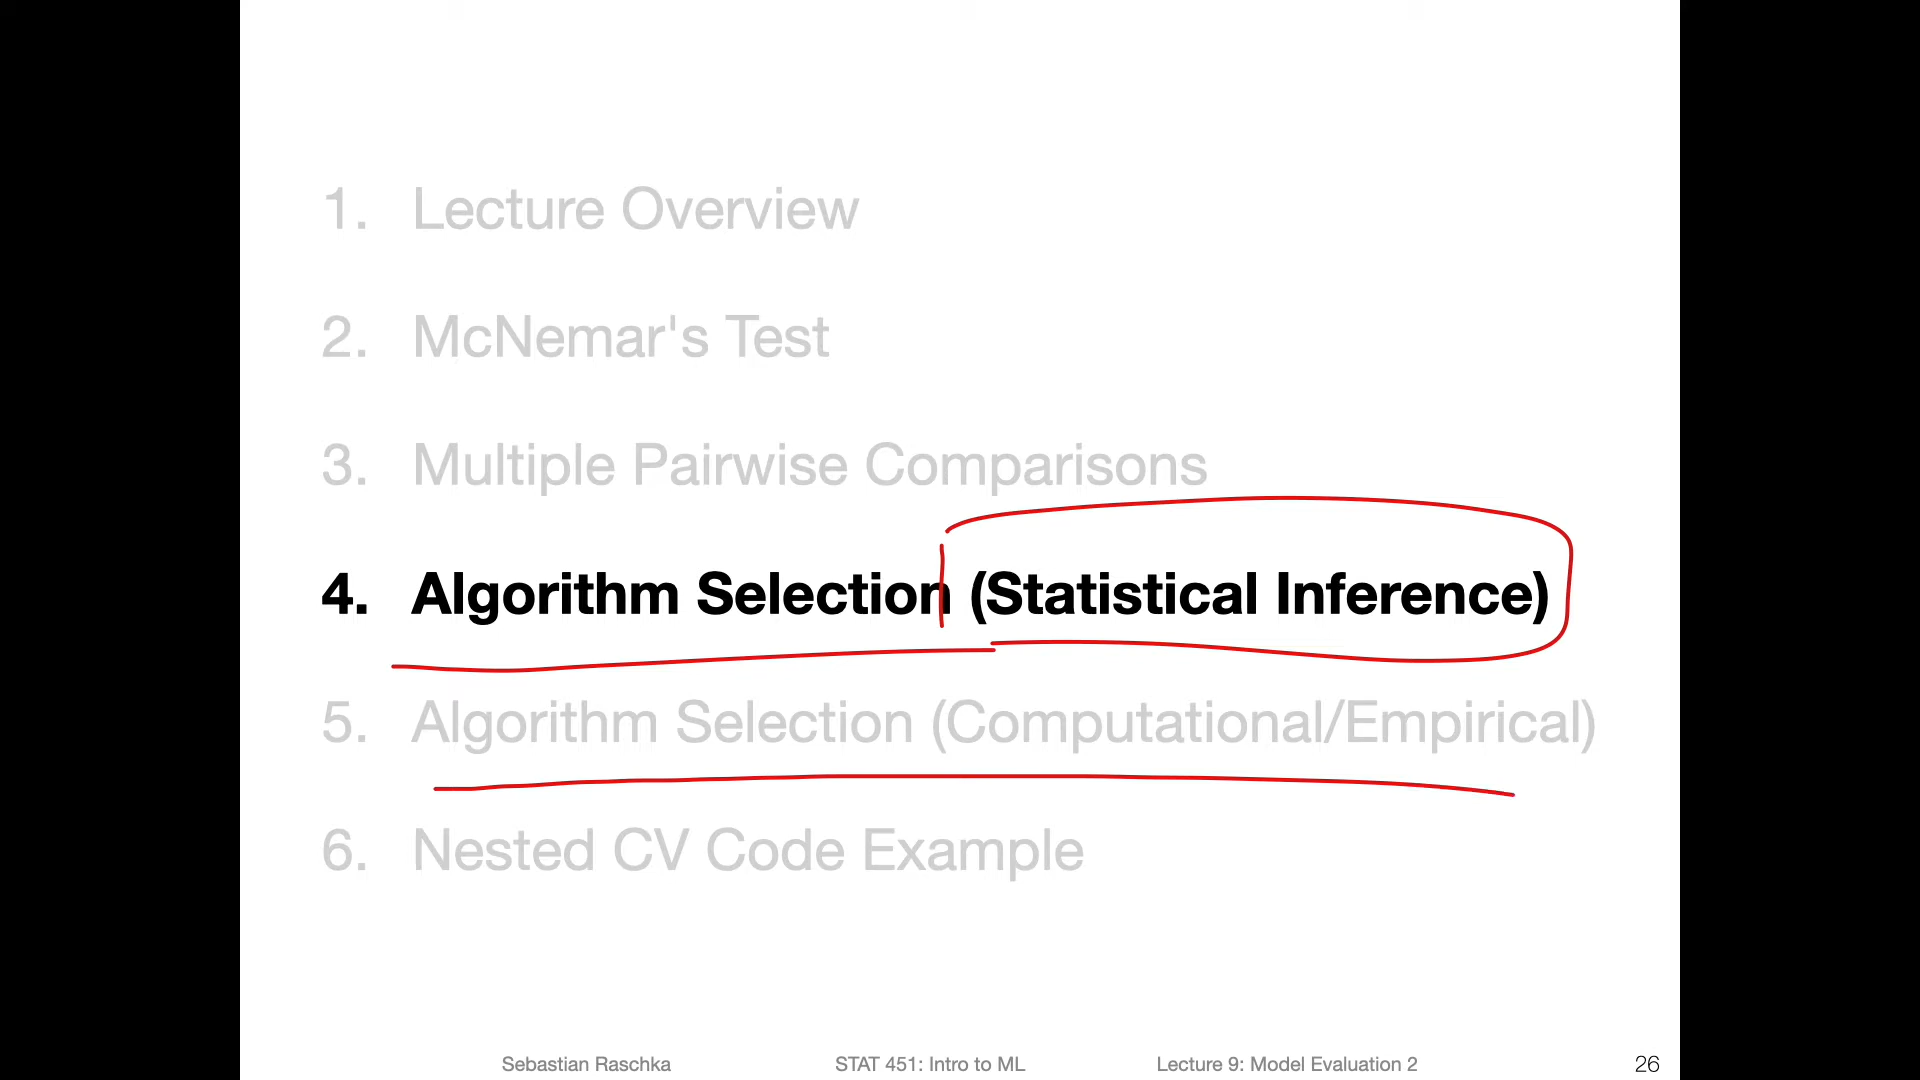 1. Lecture Overview
2. McNemar's Test
3. Multiple Pairwise Comparisons
4. Algorithm Selection (Statistical Inference)
5. Algorithm Selection (Computational/Empirical)
6. Nested CV Code Example
Sebastian Raschka STAT 451: Intro to ML Lecture 9: Model Evaluation 2 26